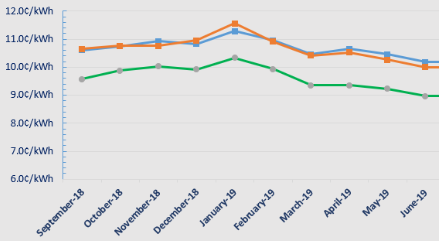 12.0¢/kWh
11.0¢/kWh
10.0¢/kWh
9.0¢/kWh
8.0¢/kWh
7.0¢/kWh
6.0¢/kWh
September-18
October-18
November-18
December-18
January-19
February-19
March-19
April-19
May-19
June-19